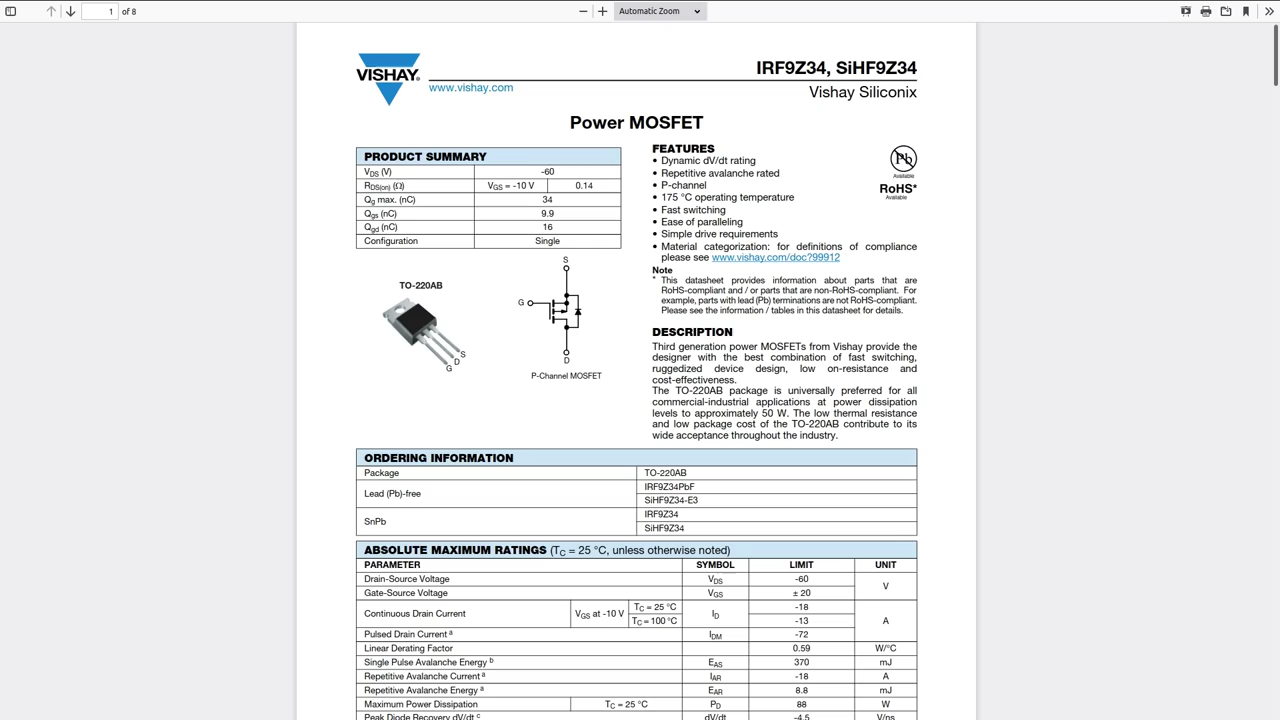 1 of 8
Automatic Zoom
VISHAY®
www.vishay.com
IRF9Z34, SiHF9Z34
Vishay Siliconix
Power MOSFET
PRODUCT SUMMARY
VDS (V) -60
RDS(on) (Ω) VGS = -10 V 0.14
Qg max. (nC) 34
Qgs (nC) 9.9
Qgd (nC) 16
Configuration Single
TO-220AB
G
D
S
S
G
D
P-Channel MOSFET
FEATURES
• Dynamic dV/dt rating
• Repetitive avalanche rated
• P-channel
• 175 °C operating temperature
• Fast switching
• Ease of paralleling
• Simple drive requirements
• Material categorization: for definitions of compliance
please see www.vishay.com/doc?99912
Pb
Available
RoHS*
Available
Note
* This datasheet provides information about parts that are
RoHS-compliant and / or parts that are non-RoHS-compliant. For
example, parts with lead (Pb) terminations are not RoHS-compliant.
Please see the information / tables in this datasheet for details.
DESCRIPTION
Third generation power MOSFETs from Vishay provide the
designer with the best combination of fast switching,
ruggedized device design, low on-resistance and
cost-effectiveness.
The TO-220AB package is universally preferred for all
commercial-industrial applications at power dissipation
levels to approximately 50 W. The low thermal resistance
and low package cost of the TO-220AB contribute to its
wide acceptance throughout the industry.
ORDERING INFORMATION
Package TO-220AB
Lead (Pb)-free IRF9Z34PbF
SiHF9Z34-E3
SnPb IRF9Z34
SiHF9Z34
ABSOLUTE MAXIMUM RATINGS (TC = 25 °C, unless otherwise noted)
PARAMETER SYMBOL LIMIT UNIT
Drain-Source Voltage VDS -60 V
Gate-Source Voltage VGS ± 20
Continuous Drain Current VGS at -10 V TC = 25 °C ID -18 A
TC = 100 °C -13
Pulsed Drain Current a IDM -72
Linear Derating Factor 0.59 W/°C
Single Pulse Avalanche Energy b EAS 370 mJ
Repetitive Avalanche Current a IAR -18 A
Repetitive Avalanche Energy a EAR 8.8 mJ
Maximum Power Dissipation TC = 25 °C PD 88 W
Peak Diode Recovery dV/dt c dV/dt -4.5 V/ns